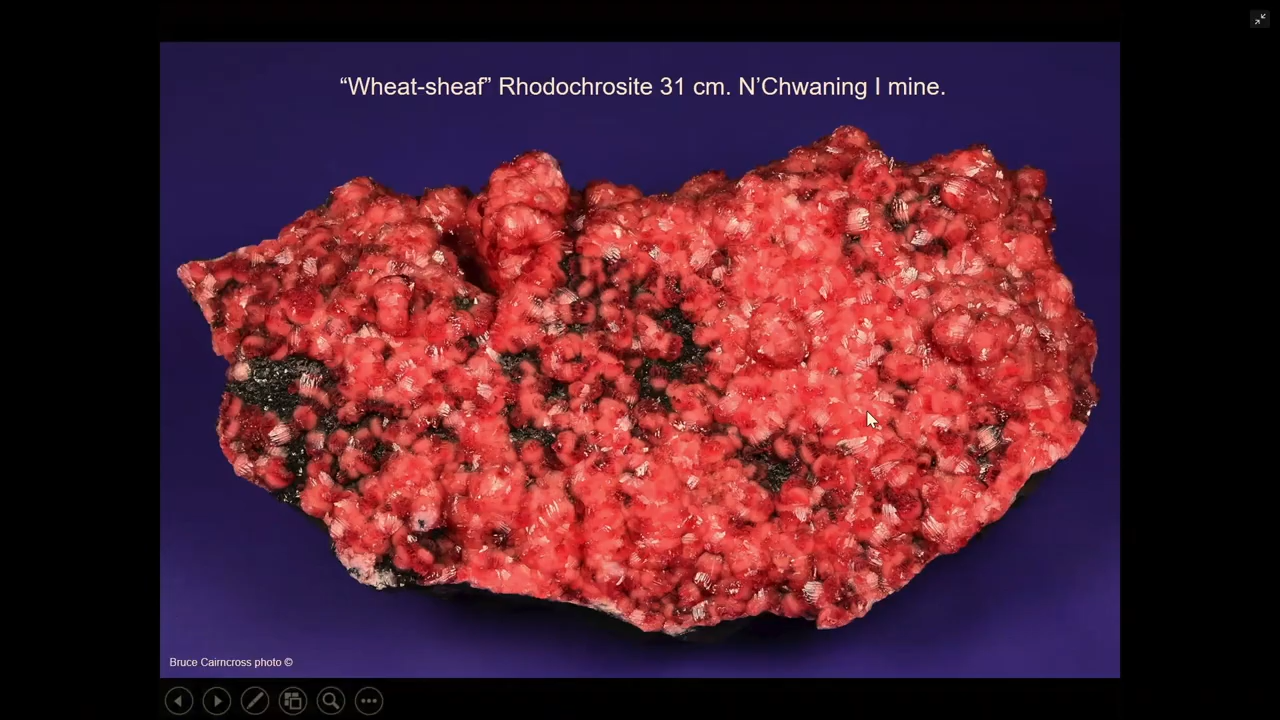 “Wheat-sheaf” Rhodochrosite 31 cm. N’Chwaning I mine.
Bruce Cairncross photo ©